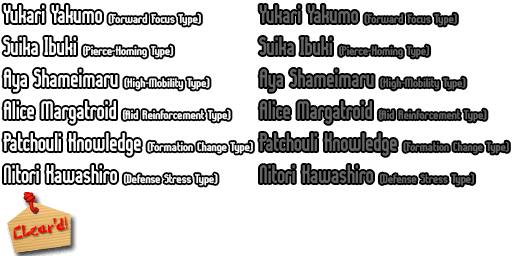 Yukari Yakumo (Forward Focus Type) Yukari Yakumo (Forward Focus Type)
Suika Ibuki (Pierce-Homing Type) Suika Ibuki (Pierce-Homing Type)
Aya Shameimaru (High-Mobility Type) Aya Shameimaru (High-Mobility Type)
Alice Margatroid (Aid Reinforcement Type) Alice Margatroid (Aid Reinforcement Type)
Patchouli Knowledge (Formation Change Type) Patchouli Knowledge (Formation Change Type)
Nitori Kawashiro (Defense Stress Type) Nitori Kawashiro (Defense Stress Type)
Clear'd!